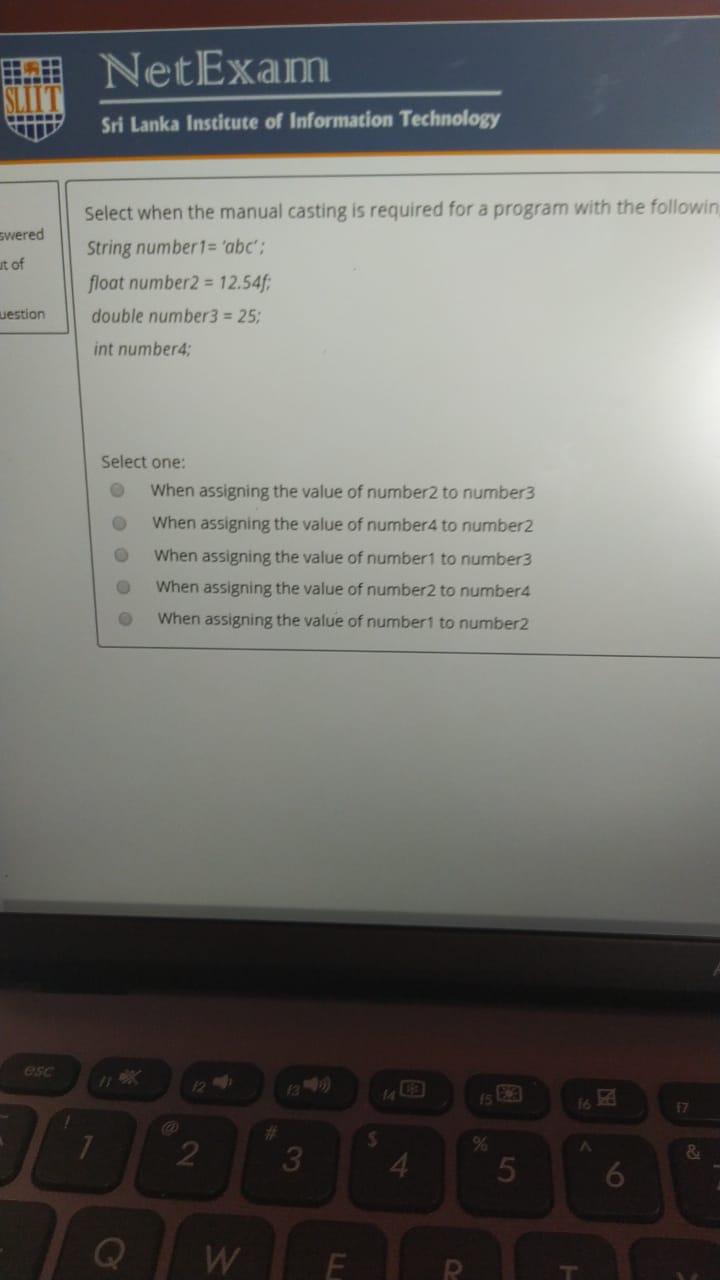 SLIIT
NetExam
Sri Lanka Institute of Information Technology
swered
ut of
uestion
Select when the manual casting is required for a program with the followin
String number1= 'abc';
float number2 = 12.54f;
double number3 = 25;
int number4;
Select one:
When assigning the value of number2 to number3
When assigning the value of number4 to number2
When assigning the value of number1 to number3
When assigning the value of number2 to number4
When assigning the value of number1 to number2
esc f1 f2 f3 f4 f5 f6 f7
! @ # $ % ^ &
1 2 3 4 5 6
Q W E R T